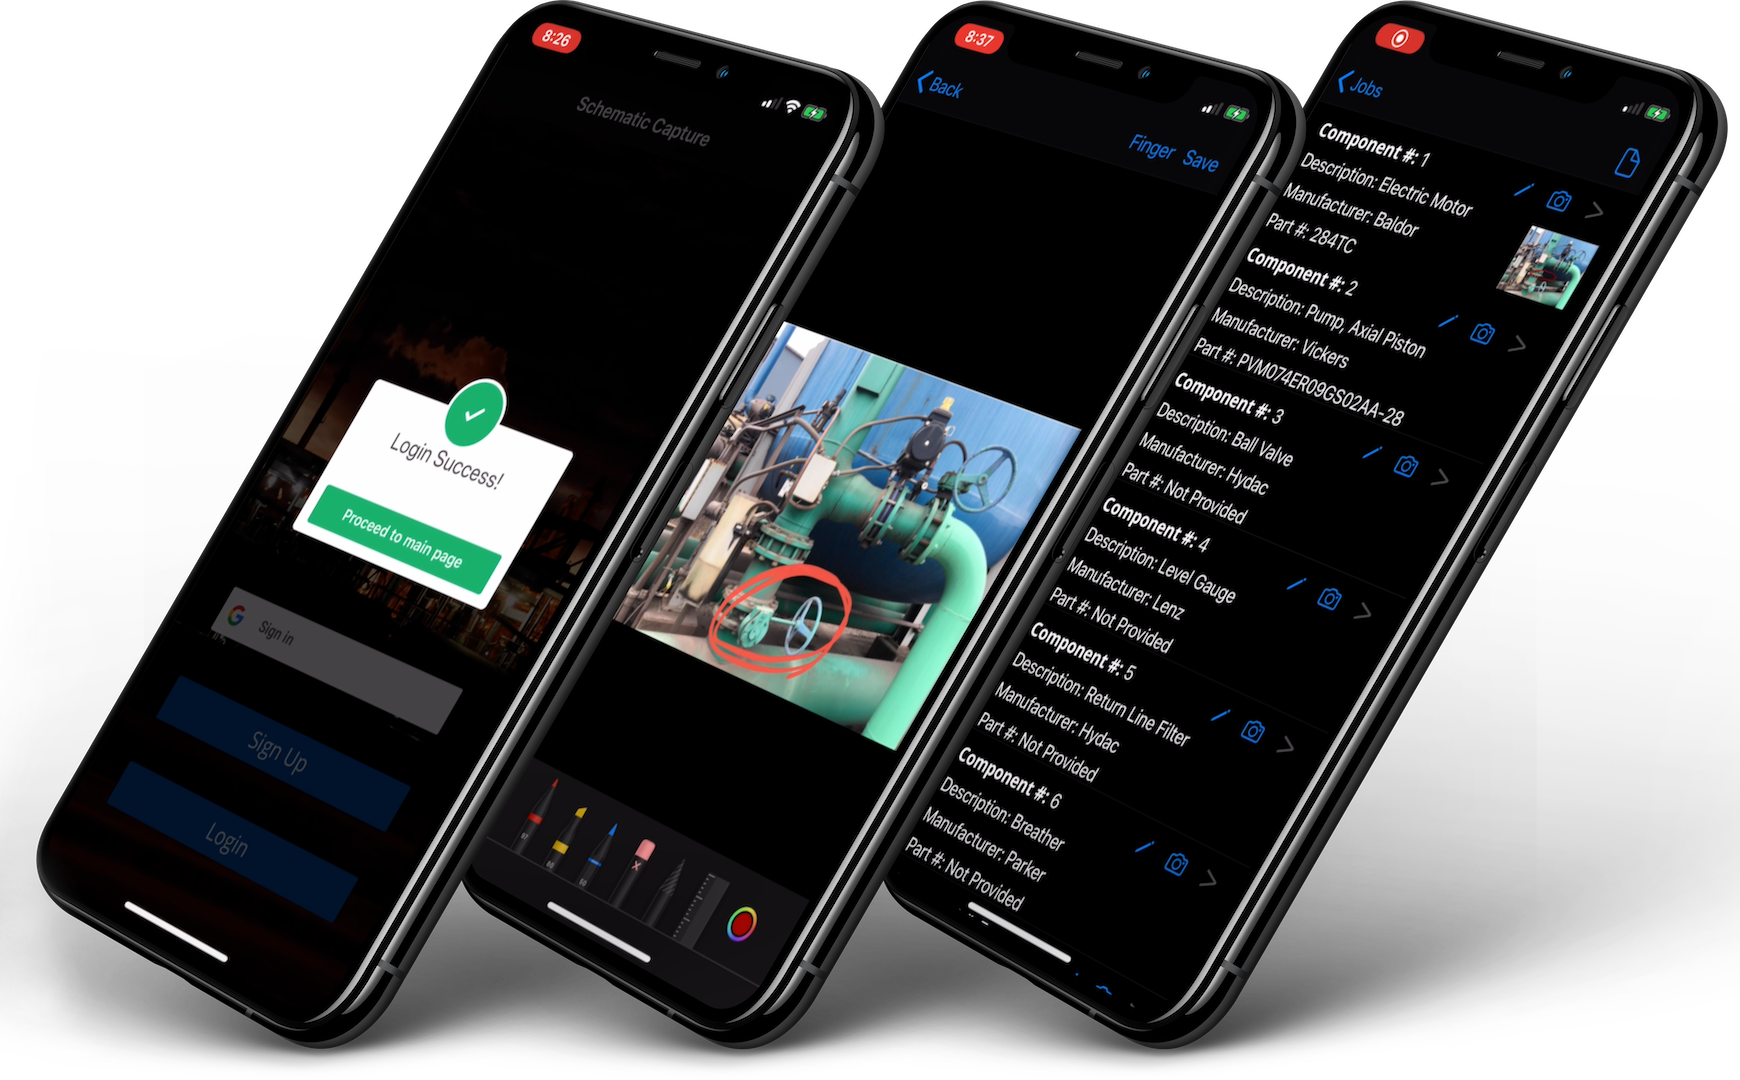 8:26
Schematic Capture
Login Success!
Proceed to main page
Sign in
Sign Up
Login
8:37
Back
Finger Save
Jobs
Component #: 1
Description: Electric Motor
Manufacturer: Baldor
Part #: 284TC
Component #: 2
Description: Pump, Axial Piston
Manufacturer: Vickers
Part #: PVM074ER09GS02AA-28
Component #: 3
Description: Ball Valve
Manufacturer: Hydac
Part #: Not Provided
Component #: 4
Description: Level Gauge
Manufacturer: Lenz
Part #: Not Provided
Component #: 5
Description: Return Line Filter
Manufacturer: Hydac
Part #: Not Provided
Component #: 6
Description: Breather
Manufacturer: Parker
Part #: Not Provided